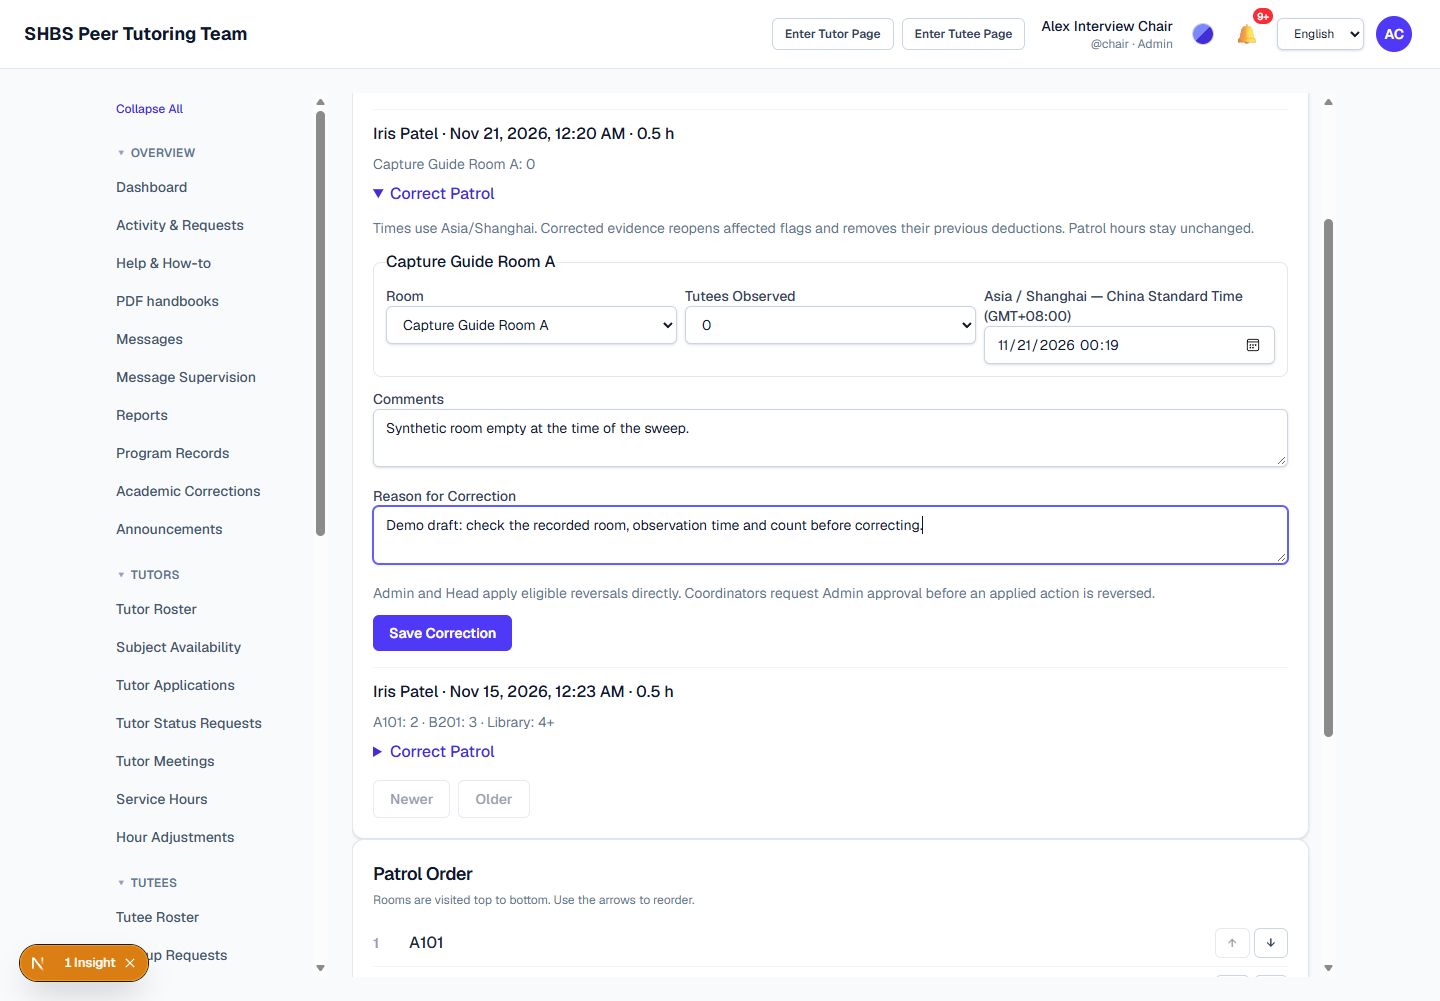 SHBS Peer Tutoring Team
Enter Tutor Page
Enter Tutee Page
Alex Interview Chair
@chair · Admin
9+
English
AC
Collapse All
OVERVIEW
Dashboard
Activity & Requests
Help & How-to
PDF handbooks
Messages
Message Supervision
Reports
Program Records
Academic Corrections
Announcements
TUTORS
Tutor Roster
Subject Availability
Tutor Applications
Tutor Status Requests
Tutor Meetings
Service Hours
Hour Adjustments
TUTEES
Tutee Roster
up Requests
1 Insight
Iris Patel · Nov 21, 2026, 12:20 AM · 0.5 h
Capture Guide Room A: 0
Correct Patrol
Times use Asia/Shanghai. Corrected evidence reopens affected flags and removes their previous deductions. Patrol hours stay unchanged.
Capture Guide Room A
Room
Capture Guide Room A
Tutees Observed
0
Asia / Shanghai — China Standard Time
(GMT+08:00)
11/21/2026 00:19
Comments
Synthetic room empty at the time of the sweep.
Reason for Correction
Demo draft: check the recorded room, observation time and count before correcting.
Admin and Head apply eligible reversals directly. Coordinators request Admin approval before an applied action is reversed.
Save Correction
Iris Patel · Nov 15, 2026, 12:23 AM · 0.5 h
A101: 2 · B201: 3 · Library: 4+
Correct Patrol
Newer
Older
Patrol Order
Rooms are visited top to bottom. Use the arrows to reorder.
1 A101